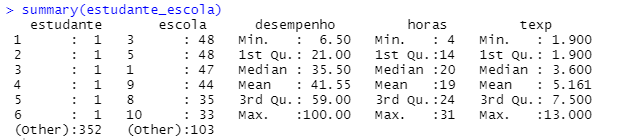 > summary(estudante_escola)
   estudante       escola      desempenho         horas         texp
 1      :  1   3      : 48   Min.   :  6.50   Min.   : 4   Min.   : 1.900
 2      :  1   5      : 48   1st Qu.: 21.00   1st Qu.:14   1st Qu.: 1.900
 3      :  1   1      : 47   Median : 35.50   Median :20   Median : 3.600
 4      :  1   9      : 44   Mean   : 41.55   Mean   :19   Mean   : 5.161
 5      :  1   8      : 35   3rd Qu.: 59.00   3rd Qu.:24   3rd Qu.: 7.500
 6      :  1   10     : 33   Max.   :100.00   Max.   :31   Max.   :13.000
 (Other):352   (Other):103